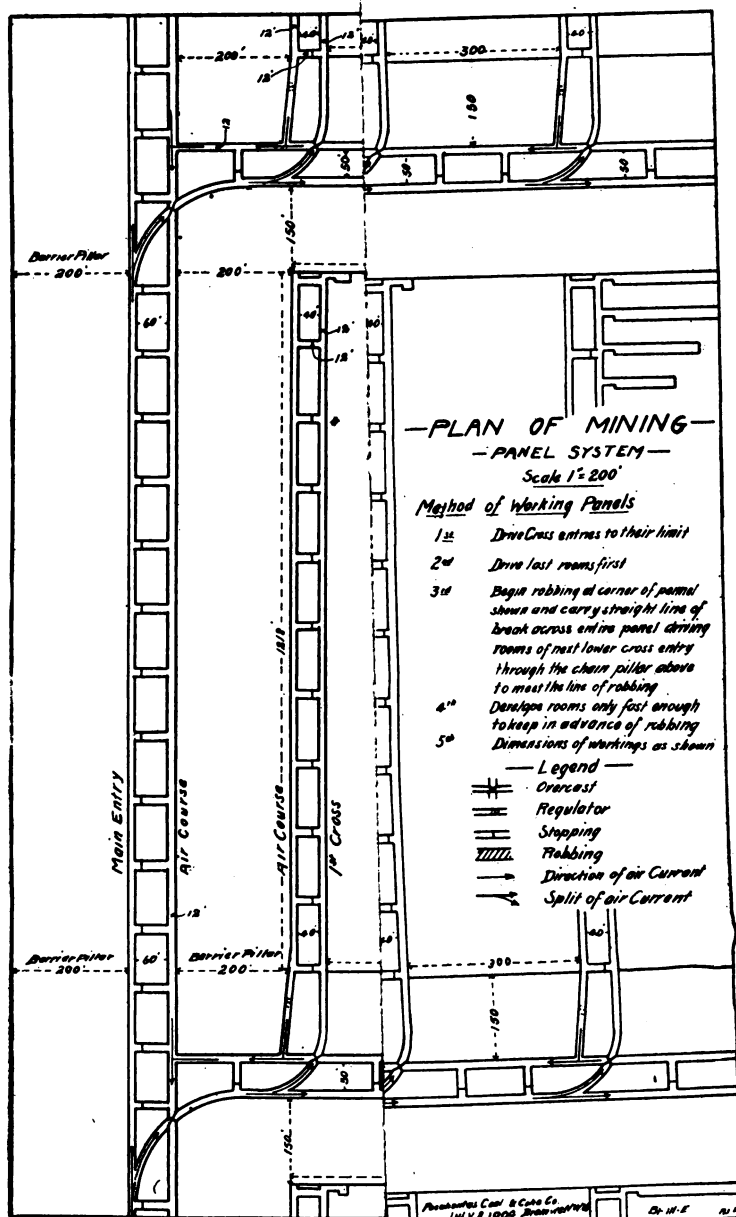 12' 40' 12' 40' 40'
200' 300
12'
150
12
50' 50 50
150'
Barrier Pillar
200' 200'
60' 40' 12' 40'
12'
—PLAN OF MINING—
—PANEL SYSTEM—
Scale 1"= 200'
Method of Working Panels
1st Drive Cross entries to their limit
2nd Drive last rooms first
3rd Begin robbing at corner of pannel
shown and carry straight line of
break across entire panel driving
rooms of next lower cross entry
through the chain pillar above
to meet the line of robbing
4th Develope rooms only fast enough
to keep in advance of robbing
5th Dimensions of workings as shown
— Legend —
Overcast
Regulator
Stopping
Robbing
Direction of air Current
Split of air Current
Main Entry
Air Course
Air Course
1st Cross
12'
60' 40' 40' 40'
Barrier Pillar Barrier Pillar
200' 200' 300
150
50'
150'
Pocahontas Coal & Coke Co.